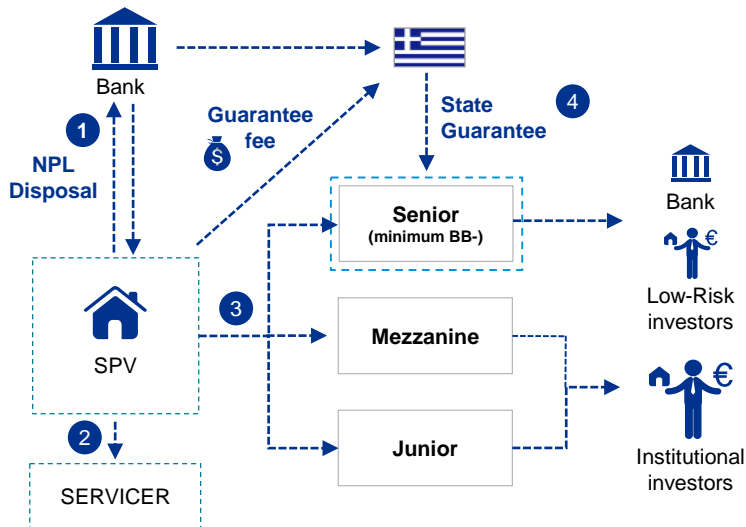 Bank
1
NPL
Disposal
Guarantee
fee
$
State
Guarantee
4
Senior
(minimum BB-)
Bank
€
Low-Risk
investors
SPV
3
Mezzanine
€
2
Junior
Institutional
investors
SERVICER